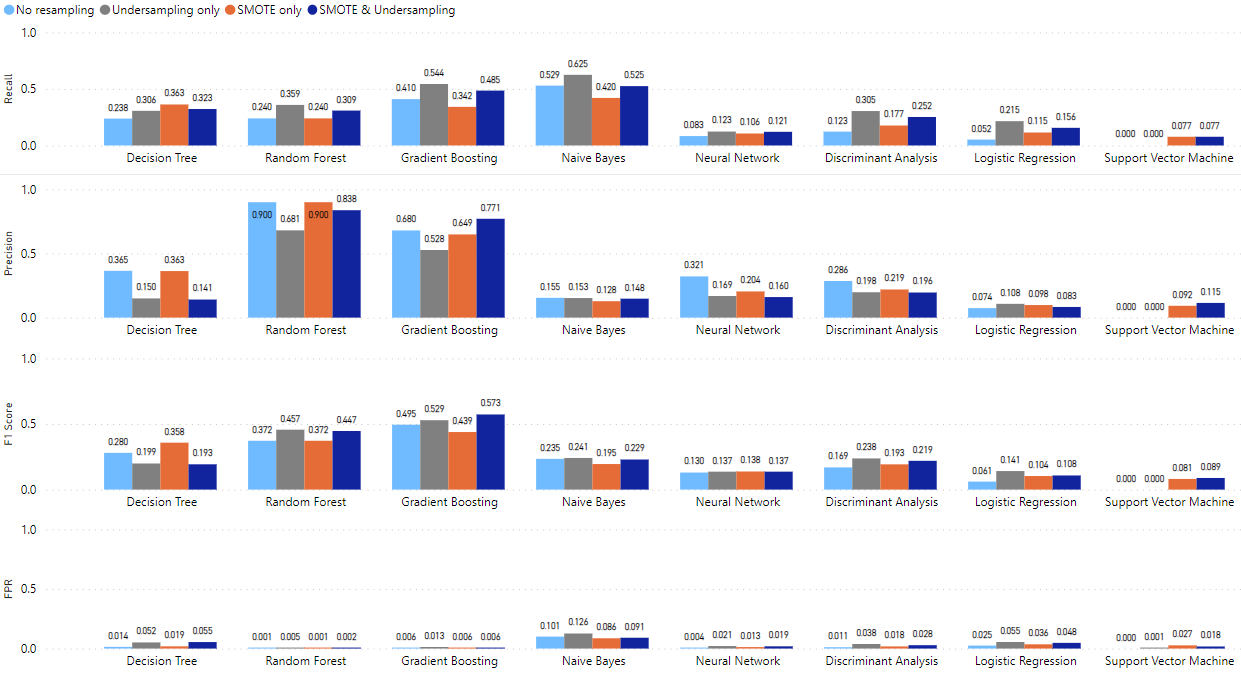 No resampling Undersampling only SMOTE only SMOTE & Undersampling
Recall
1.0
0.5
0.0
0.238 0.306 0.363 0.323
0.240 0.359 0.240 0.309
0.410 0.544 0.342 0.485
0.529 0.625 0.420 0.525
0.083 0.123 0.106 0.121
0.123 0.305 0.177 0.252
0.052 0.215 0.115 0.156
0.000 0.000 0.077 0.077
Decision Tree Random Forest Gradient Boosting Naive Bayes Neural Network Discriminant Analysis Logistic Regression Support Vector Machine
Precision
1.0
0.5
0.0
0.365 0.150 0.363 0.141
0.900 0.681 0.900 0.838
0.680 0.528 0.649 0.771
0.155 0.153 0.128 0.148
0.321 0.169 0.204 0.160
0.286 0.198 0.219 0.196
0.074 0.108 0.098 0.083
0.000 0.000 0.092 0.115
Decision Tree Random Forest Gradient Boosting Naive Bayes Neural Network Discriminant Analysis Logistic Regression Support Vector Machine
F1 Score
1.0
0.5
0.0
0.280 0.199 0.358 0.193
0.372 0.457 0.372 0.447
0.495 0.529 0.439 0.573
0.235 0.241 0.195 0.229
0.130 0.137 0.138 0.137
0.169 0.238 0.193 0.219
0.061 0.141 0.104 0.108
0.000 0.000 0.081 0.089
Decision Tree Random Forest Gradient Boosting Naive Bayes Neural Network Discriminant Analysis Logistic Regression Support Vector Machine
FPR
1.0
0.5
0.0
0.014 0.052 0.019 0.055
0.001 0.005 0.001 0.002
0.006 0.013 0.006 0.006
0.101 0.126 0.086 0.091
0.004 0.021 0.013 0.019
0.011 0.038 0.018 0.028
0.025 0.055 0.036 0.048
0.000 0.001 0.027 0.018
Decision Tree Random Forest Gradient Boosting Naive Bayes Neural Network Discriminant Analysis Logistic Regression Support Vector Machine